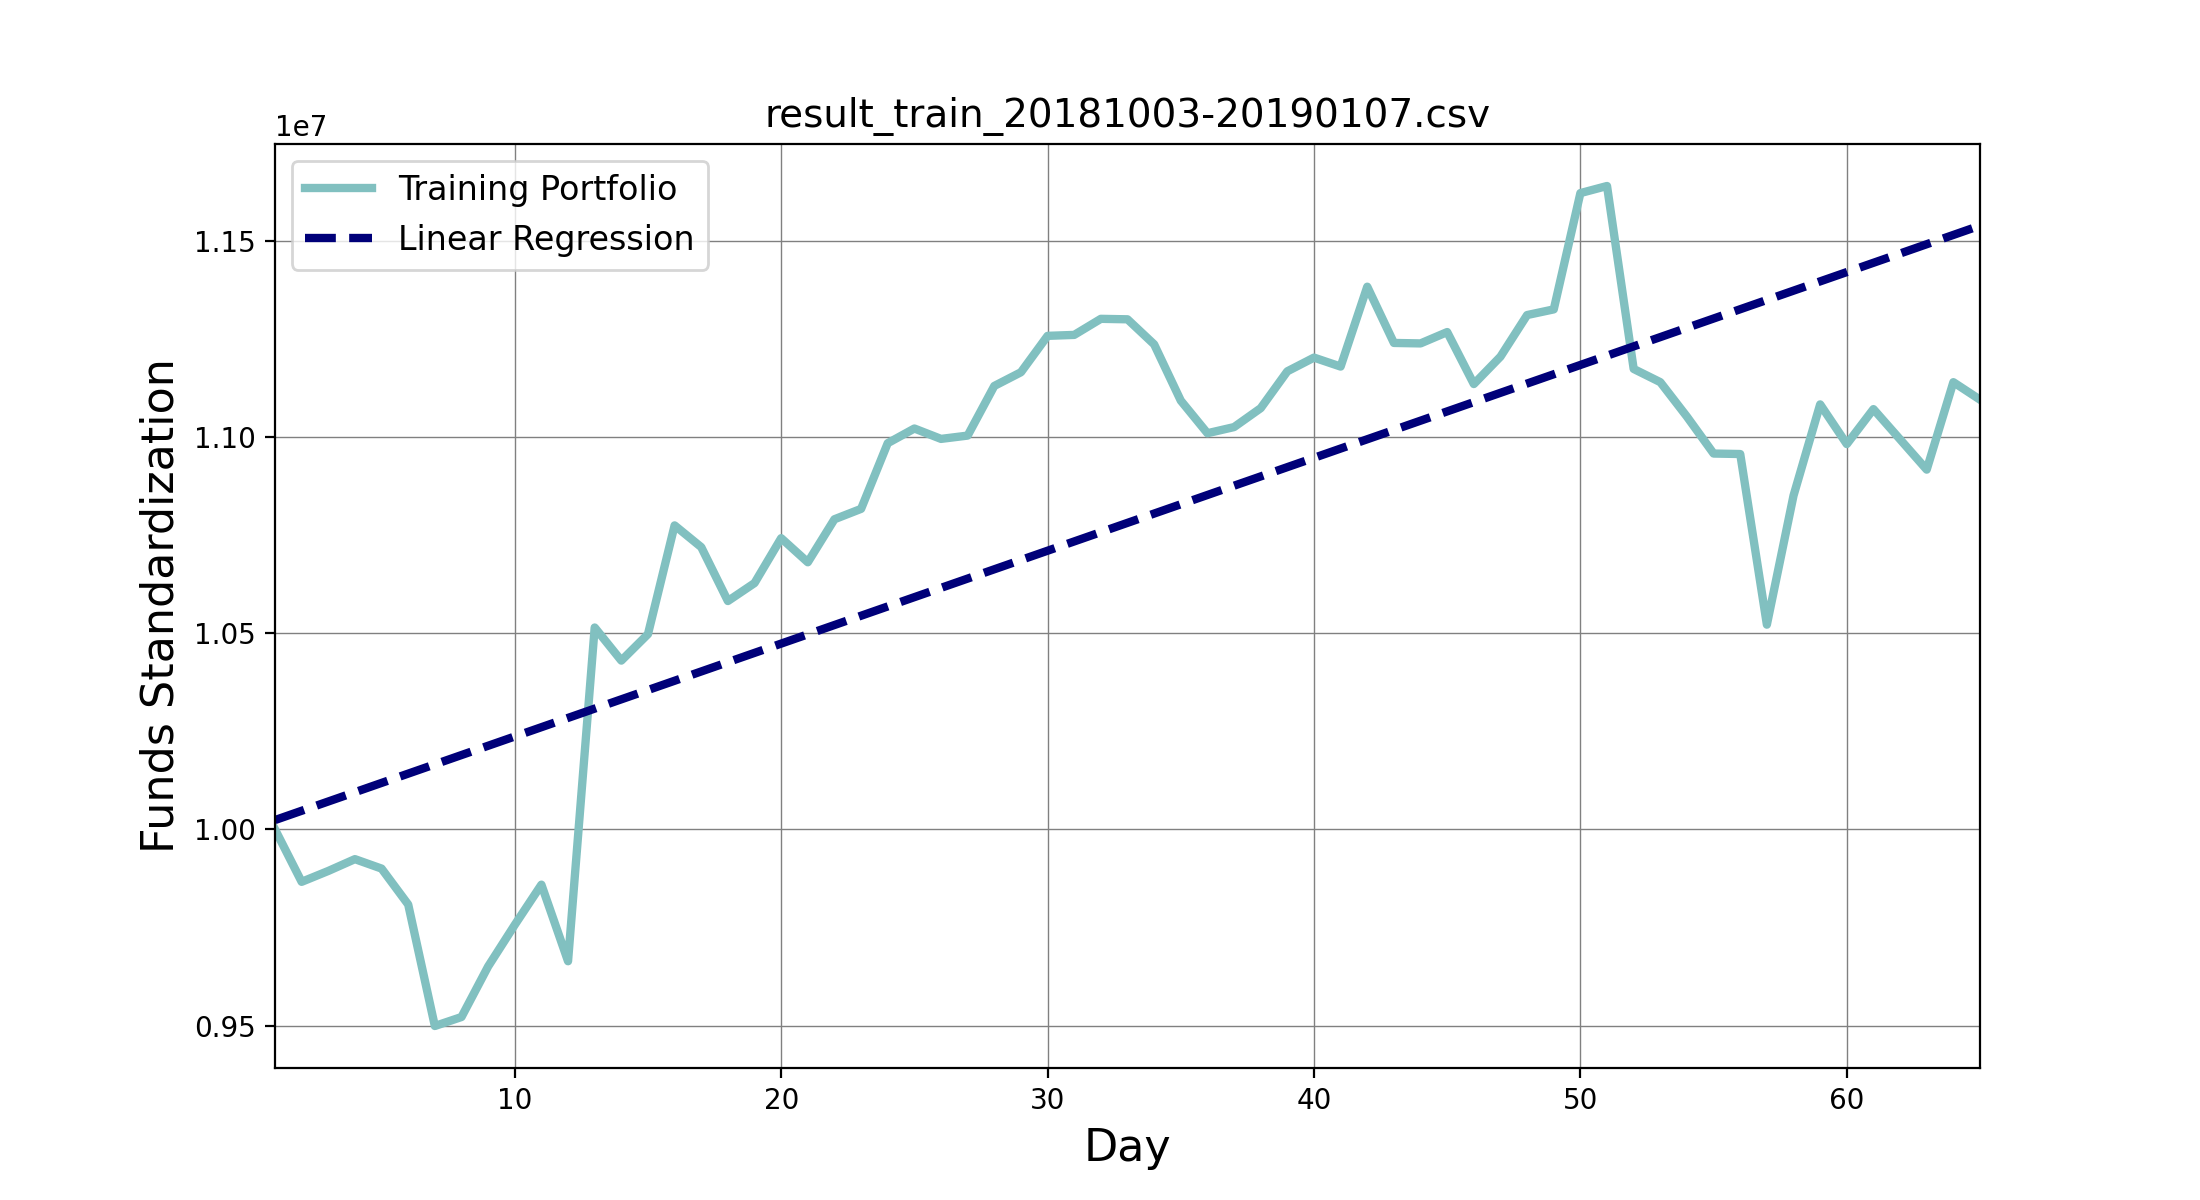 result_train_20181003-20190107.csv
1e7
Training Portfolio
Linear Regression
1.15
1.10
1.05
1.00
0.95
Funds Standardization
10 20 30 40 50 60
Day